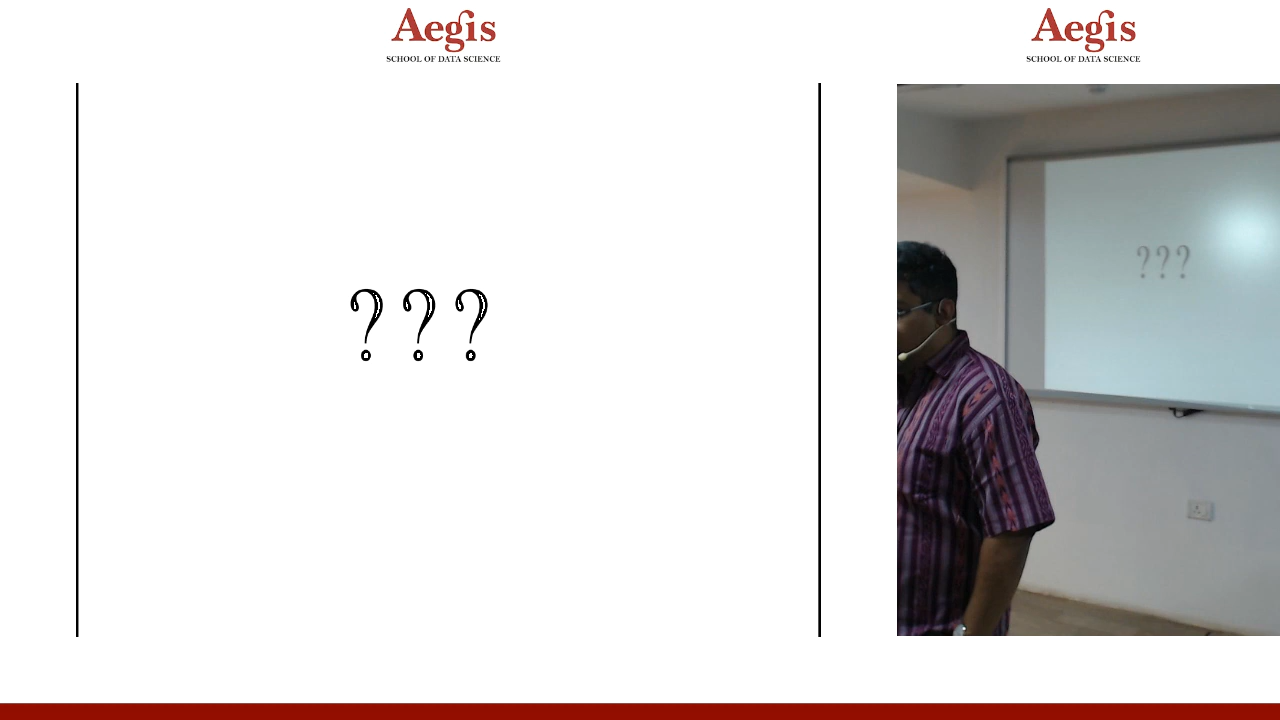 Aegis
SCHOOL OF DATA SCIENCE
Aegis
SCHOOL OF DATA SCIENCE
? ? ?
? ? ?